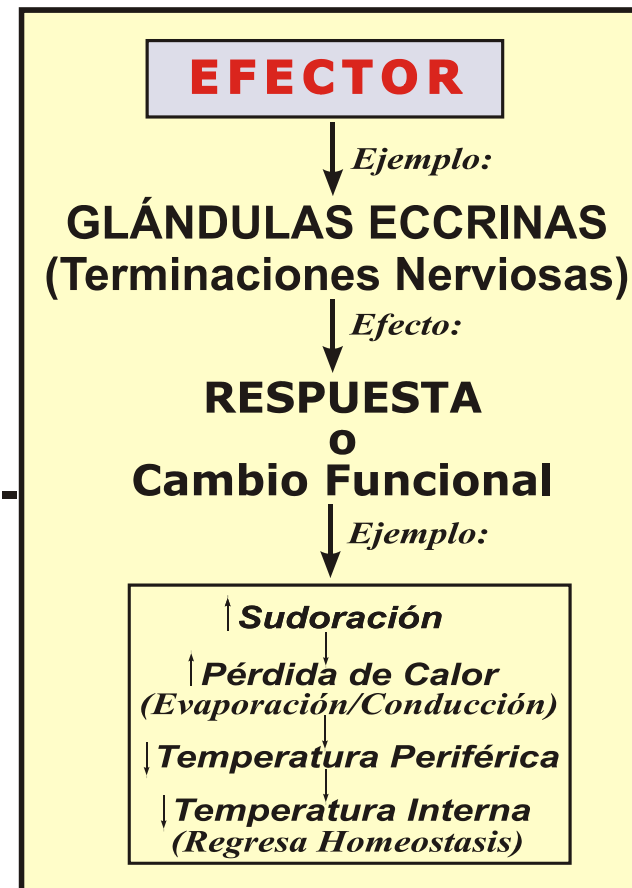 EFECTOR
Ejemplo:
GLÁNDULAS ECCRINAS
(Terminaciones Nerviosas)
Efecto:
RESPUESTA
o
Cambio Funcional
Ejemplo:
↑ Sudoración
↑ Pérdida de Calor
(Evaporación/Conducción)
↓ Temperatura Periférica
↓ Temperatura Interna
(Regresa Homeostasis)